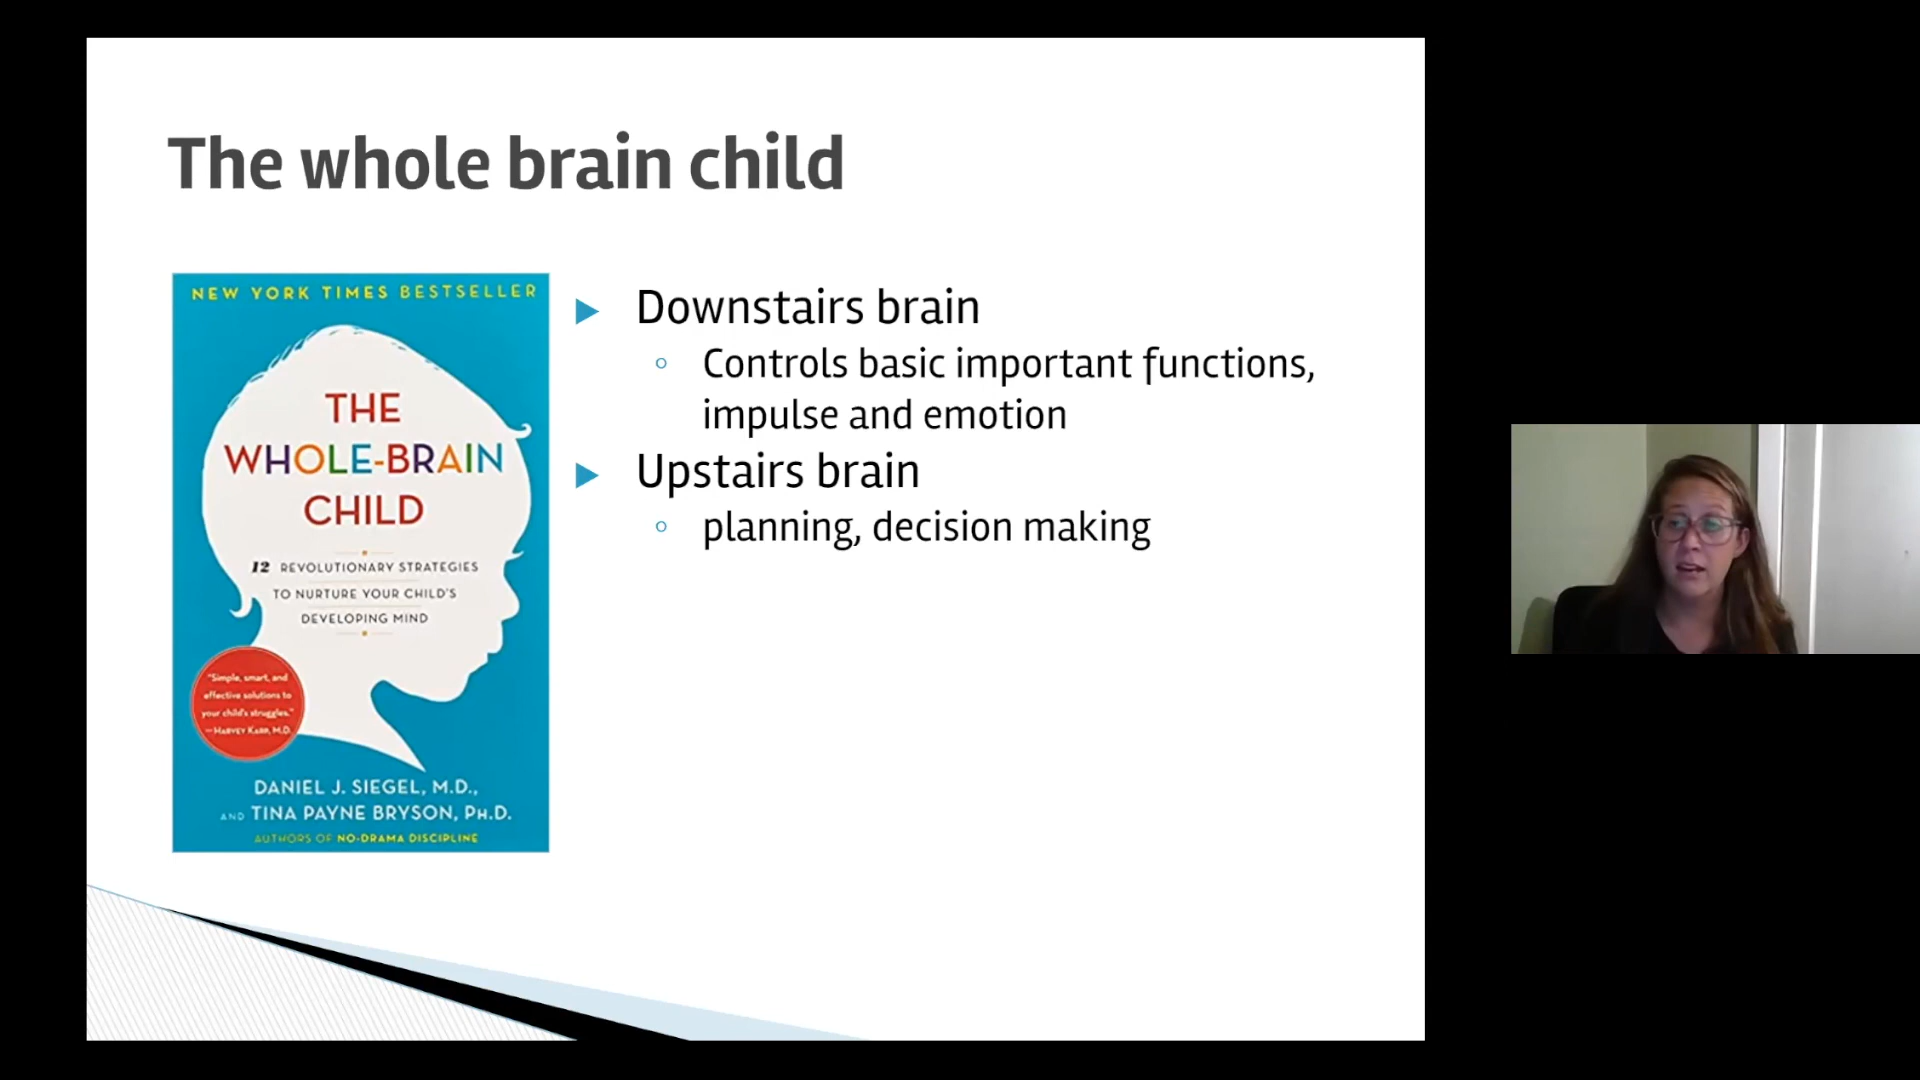 The whole brain child
NEW YORK TIMES BESTSELLER
THE
WHOLE-BRAIN
CHILD
12 REVOLUTIONARY STRATEGIES
TO NURTURE YOUR CHILD'S
DEVELOPING MIND
"Simple, smart, and
effective solutions to
your child's struggles."
—HARVEY KARP, M.D.
DANIEL J. SIEGEL, M.D.,
AND TINA PAYNE BRYSON, PH.D.
AUTHORS OF NO-DRAMA DISCIPLINE
Downstairs brain
Controls basic important functions,
impulse and emotion
Upstairs brain
planning, decision making